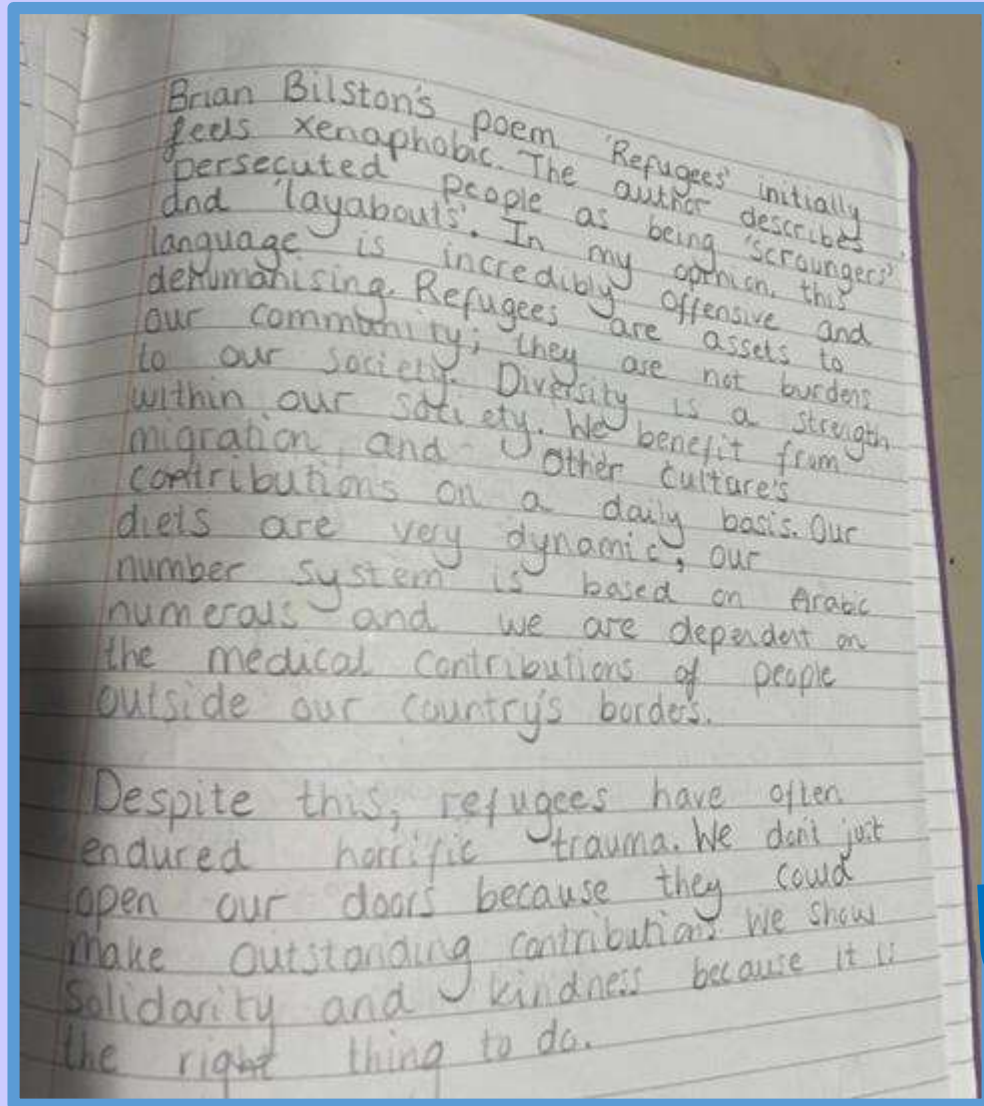 Brian Bilston's poem 'Refugees' initially
feels xenaphobic. The author describes
persecuted people as being 'scroungers'
and 'layabouts'. In my opinion, this
language is incredibly offensive and
dehumanising. Refugees are assets to
our community; they are not burdens
to our society. Diversity is a strength
within our society. We benefit from
migration and other culture's
contributions on a daily basis. Our
diets are very dynamic, our
number system is based on Arabic
numerals and we are dependent on
the medical contributions of people
outside our country's borders.
Despite this, refugees have often
endured horrific trauma. We don't just
open our doors because they could
make outstanding contributions. We show
solidarity and kindness because it is
the right thing to do.